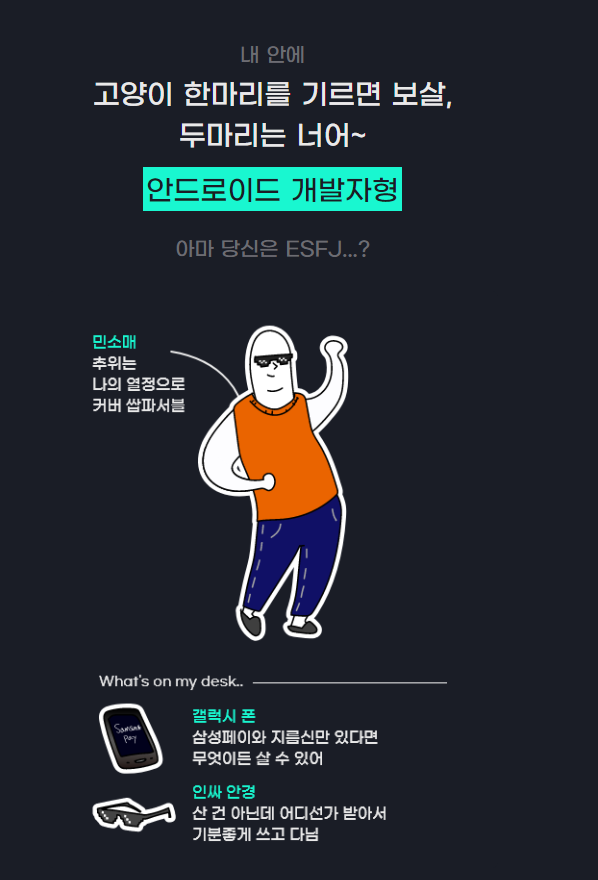 내 안에
고양이 한마리를 기르면 보살,
두마리는 너어~
안드로이드 개발자형
아마 당신은 ESFJ...?
민소매
추위는
나의 열정으로
커버 쌉파서블
What's on my desk..
갤럭시 폰
삼성페이와 지름신만 있다면
무엇이든 살 수 있어
Samsung
Pay
인싸 안경
산 건 아닌데 어디선가 받아서
기분좋게 쓰고 다님